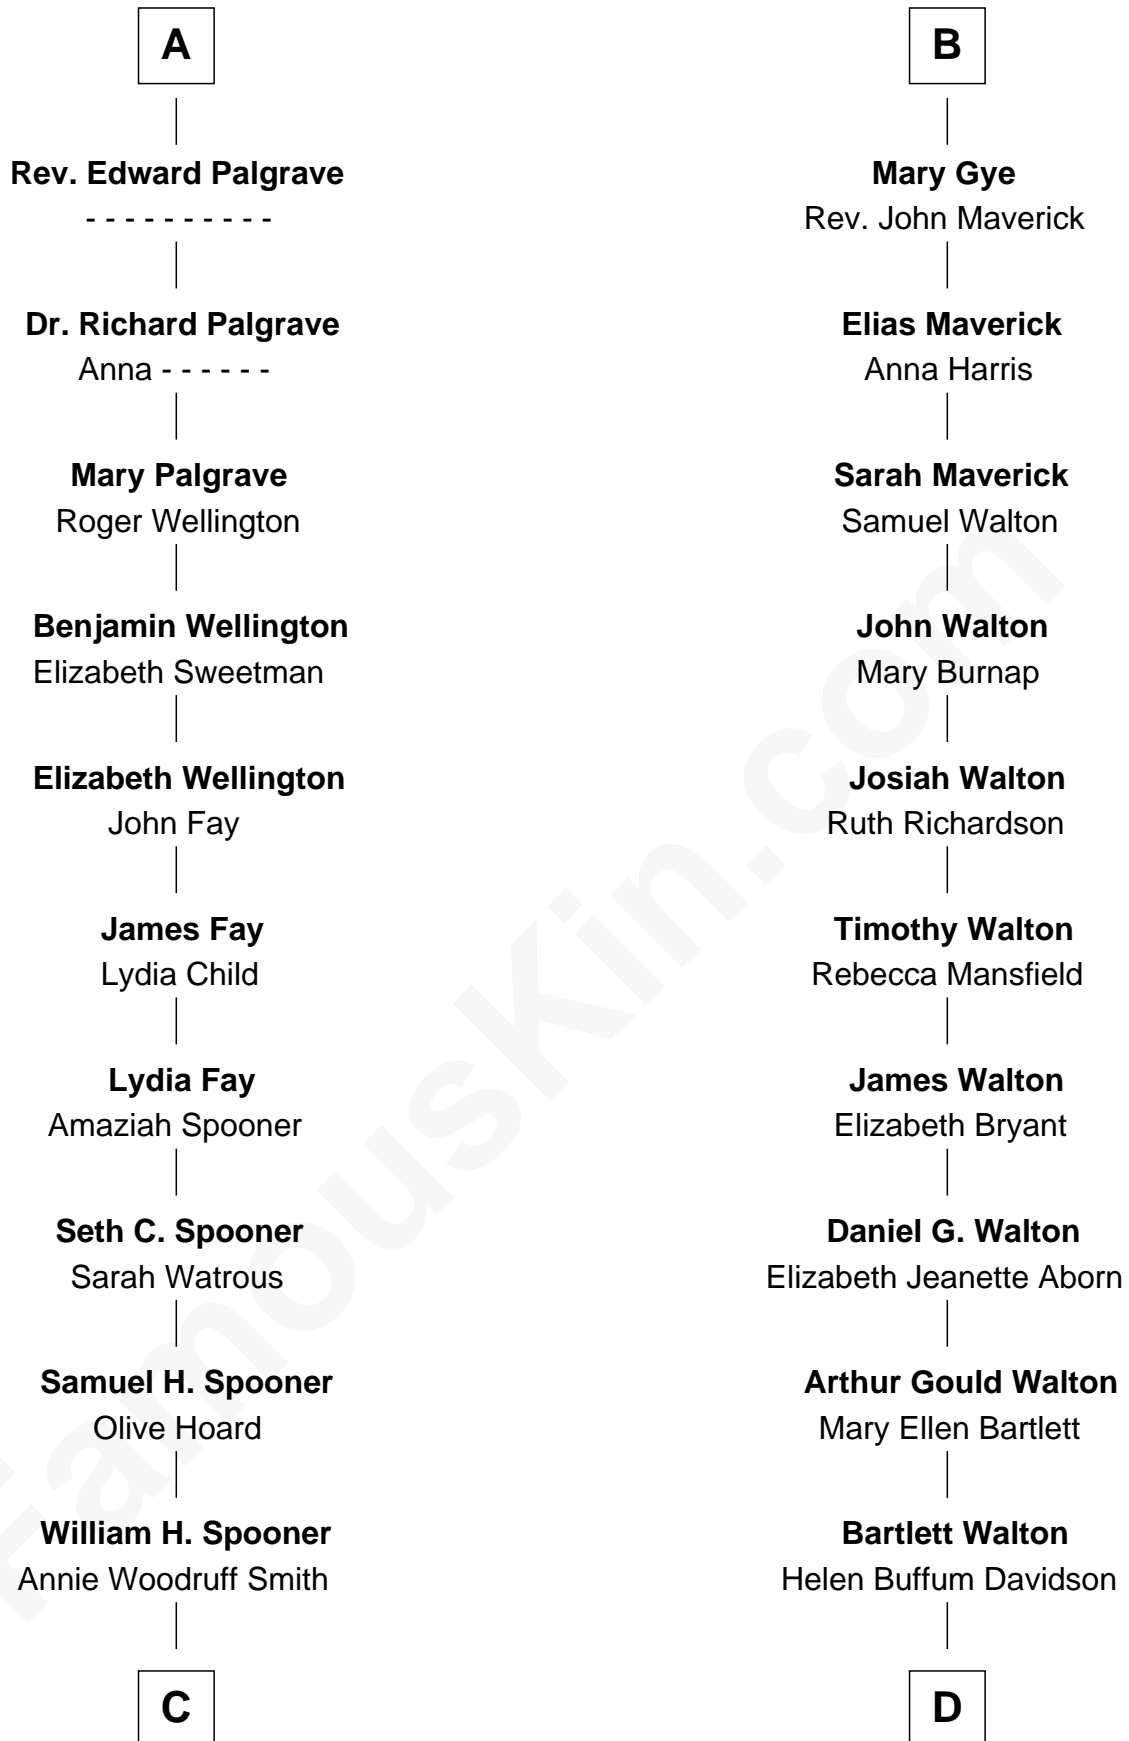 A
Rev. Edward Palgrave
- - - - - - - - - -
Dr. Richard Palgrave
Anna - - - - - -
Mary Palgrave
Roger Wellington
Benjamin Wellington
Elizabeth Sweetman
Elizabeth Wellington
John Fay
James Fay
Lydia Child
Lydia Fay
Amaziah Spooner
Seth C. Spooner
Sarah Watrous
Samuel H. Spooner
Olive Hoard
William H. Spooner
Annie Woodruff Smith
C
B
Mary Gye
Rev. John Maverick
Elias Maverick
Anna Harris
Sarah Maverick
Samuel Walton
John Walton
Mary Burnap
Josiah Walton
Ruth Richardson
Timothy Walton
Rebecca Mansfield
James Walton
Elizabeth Bryant
Daniel G. Walton
Elizabeth Jeanette Aborn
Arthur Gould Walton
Mary Ellen Bartlett
Bartlett Walton
Helen Buffum Davidson
D
FamousKin.com